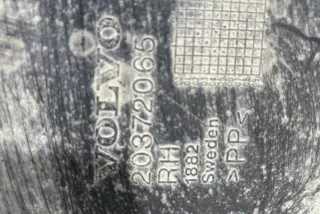 VOLVO
20372065
RH
1882
Sweden
>PP<